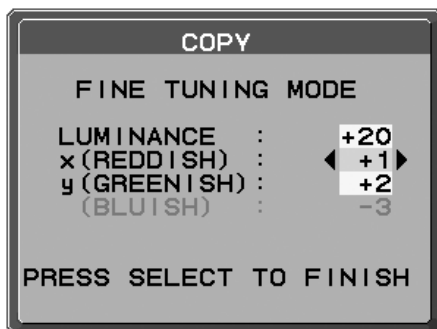 COPY
FINE TUNING MODE
LUMINANCE : +20
x(REDDISH) : +1
y(GREENISH) : +2
(BLUISH) : -3
PRESS SELECT TO FINISH